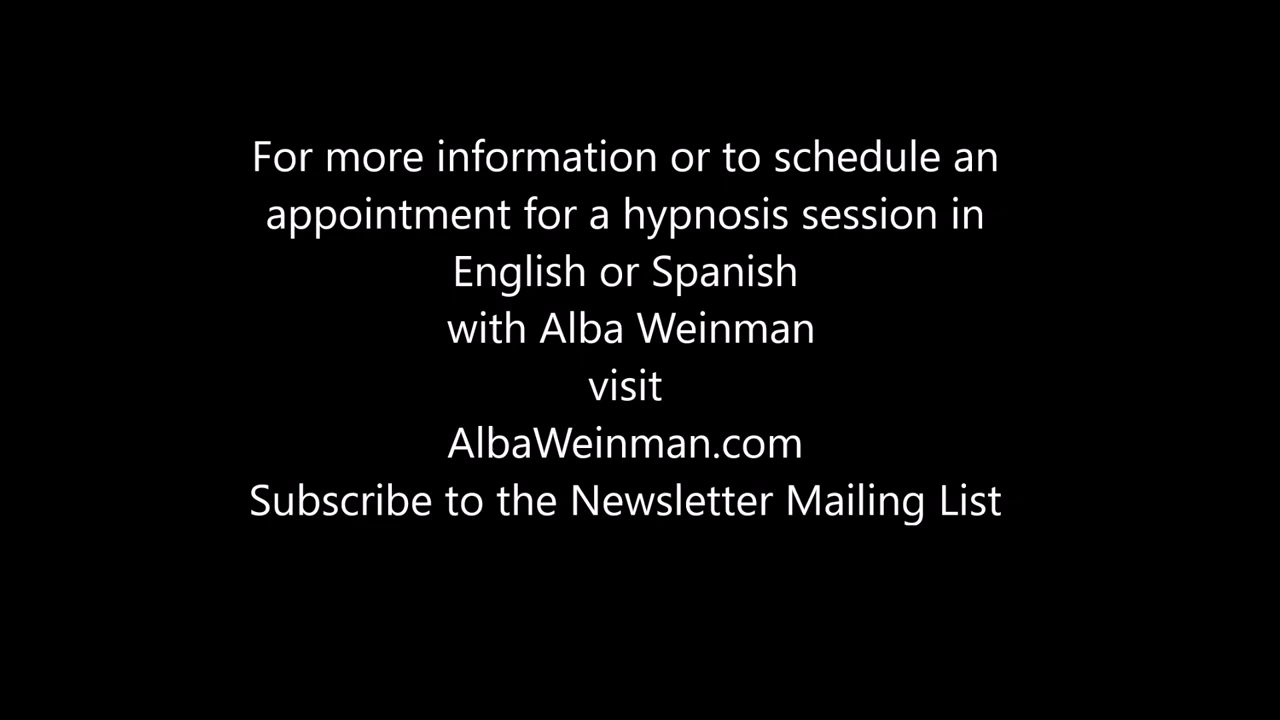 For more information or to schedule an
appointment for a hypnosis session in
English or Spanish
with Alba Weinman
visit
AlbaWeinman.com
Subscribe to the Newsletter Mailing List